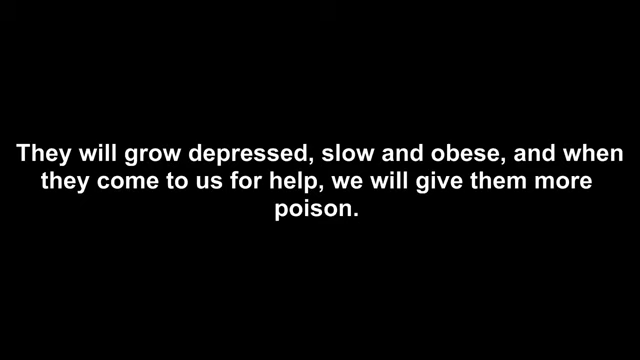 They will grow depressed, slow and obese, and when
they come to us for help, we will give them more
poison.